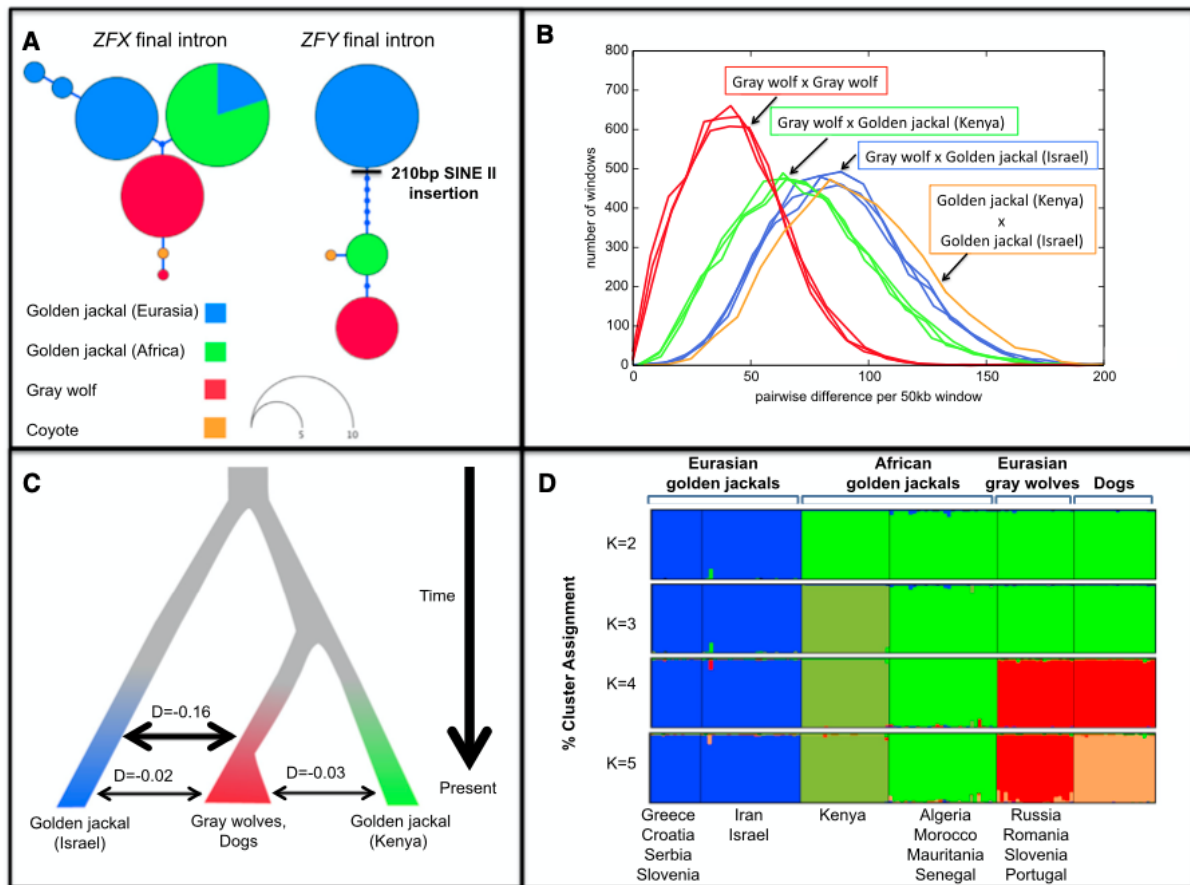 A
ZFX final intron
ZFY final intron
210bp SINE II
insertion
Golden jackal (Eurasia)
Golden jackal (Africa)
Gray wolf
Coyote
5
10
B
800
700
600
500
400
300
200
100
0
number of windows
0
50
100
150
200
pairwise difference per 50kb window
Gray wolf x Gray wolf
Gray wolf x Golden jackal (Kenya)
Gray wolf x Golden jackal (Israel)
Golden jackal (Kenya)
x
Golden jackal (Israel)
C
Time
D=-0.16
D=-0.02
D=-0.03
Present
Golden jackal
(Israel)
Gray wolves,
Dogs
Golden jackal
(Kenya)
D
Eurasian
golden jackals
African
golden jackals
Eurasian
gray wolves
Dogs
% Cluster Assignment
K=2
K=3
K=4
K=5
Greece
Croatia
Serbia
Slovenia
Iran
Israel
Kenya
Algeria
Morocco
Mauritania
Senegal
Russia
Romania
Slovenia
Portugal